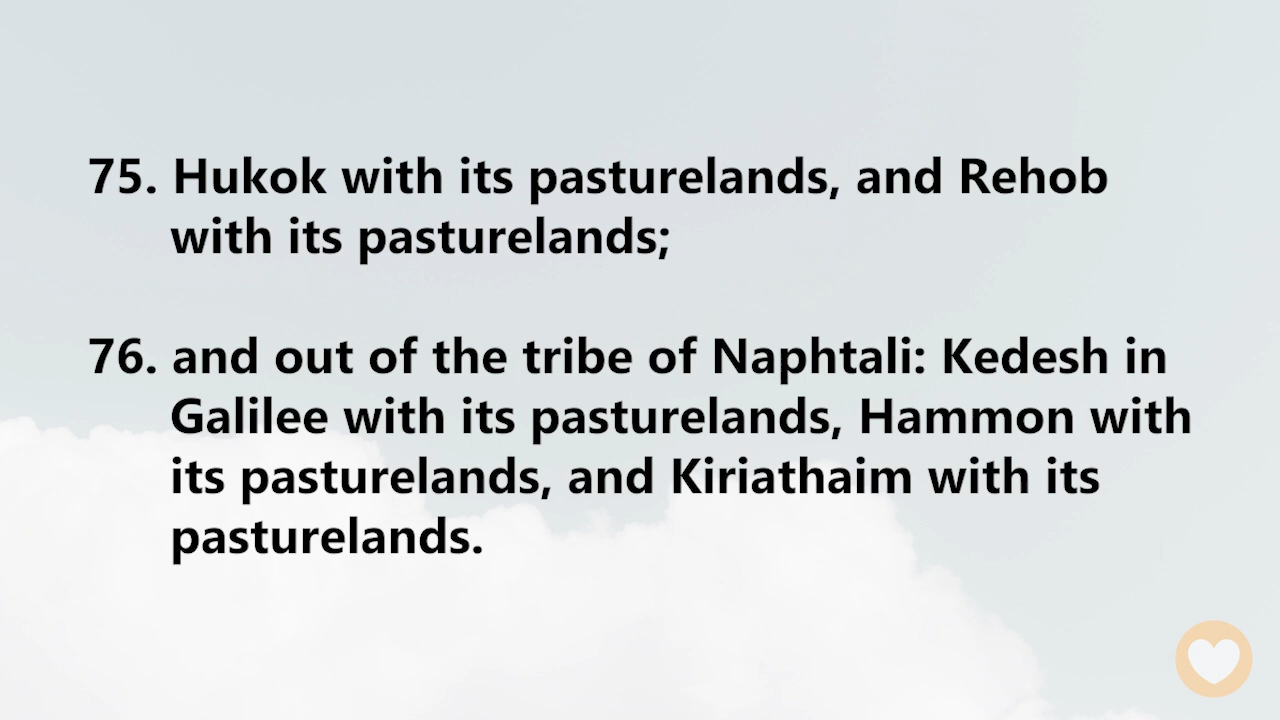 75. Hukok with its pasturelands, and Rehob
with its pasturelands;
76. and out of the tribe of Naphtali: Kedesh in
Galilee with its pasturelands, Hammon with
its pasturelands, and Kiriathaim with its
pasturelands.